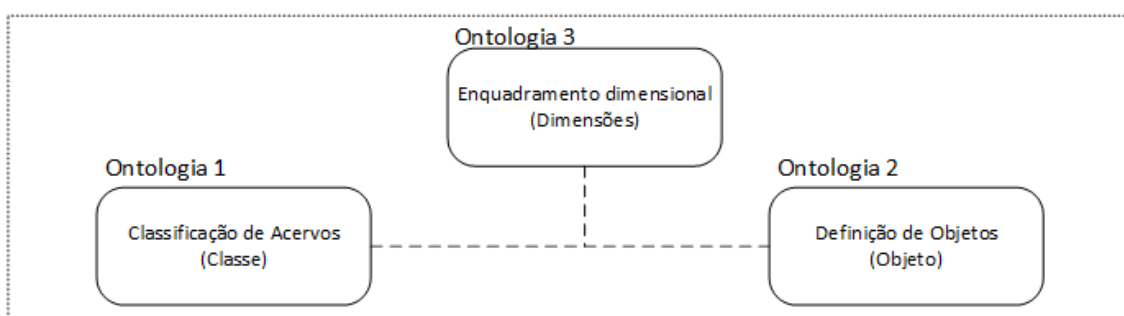 Ontologia 3
Enquadramento dimensional
(Dimensões)
Ontologia 1
Classificação de Acervos
(Classe)
Ontologia 2
Definição de Objetos
(Objeto)